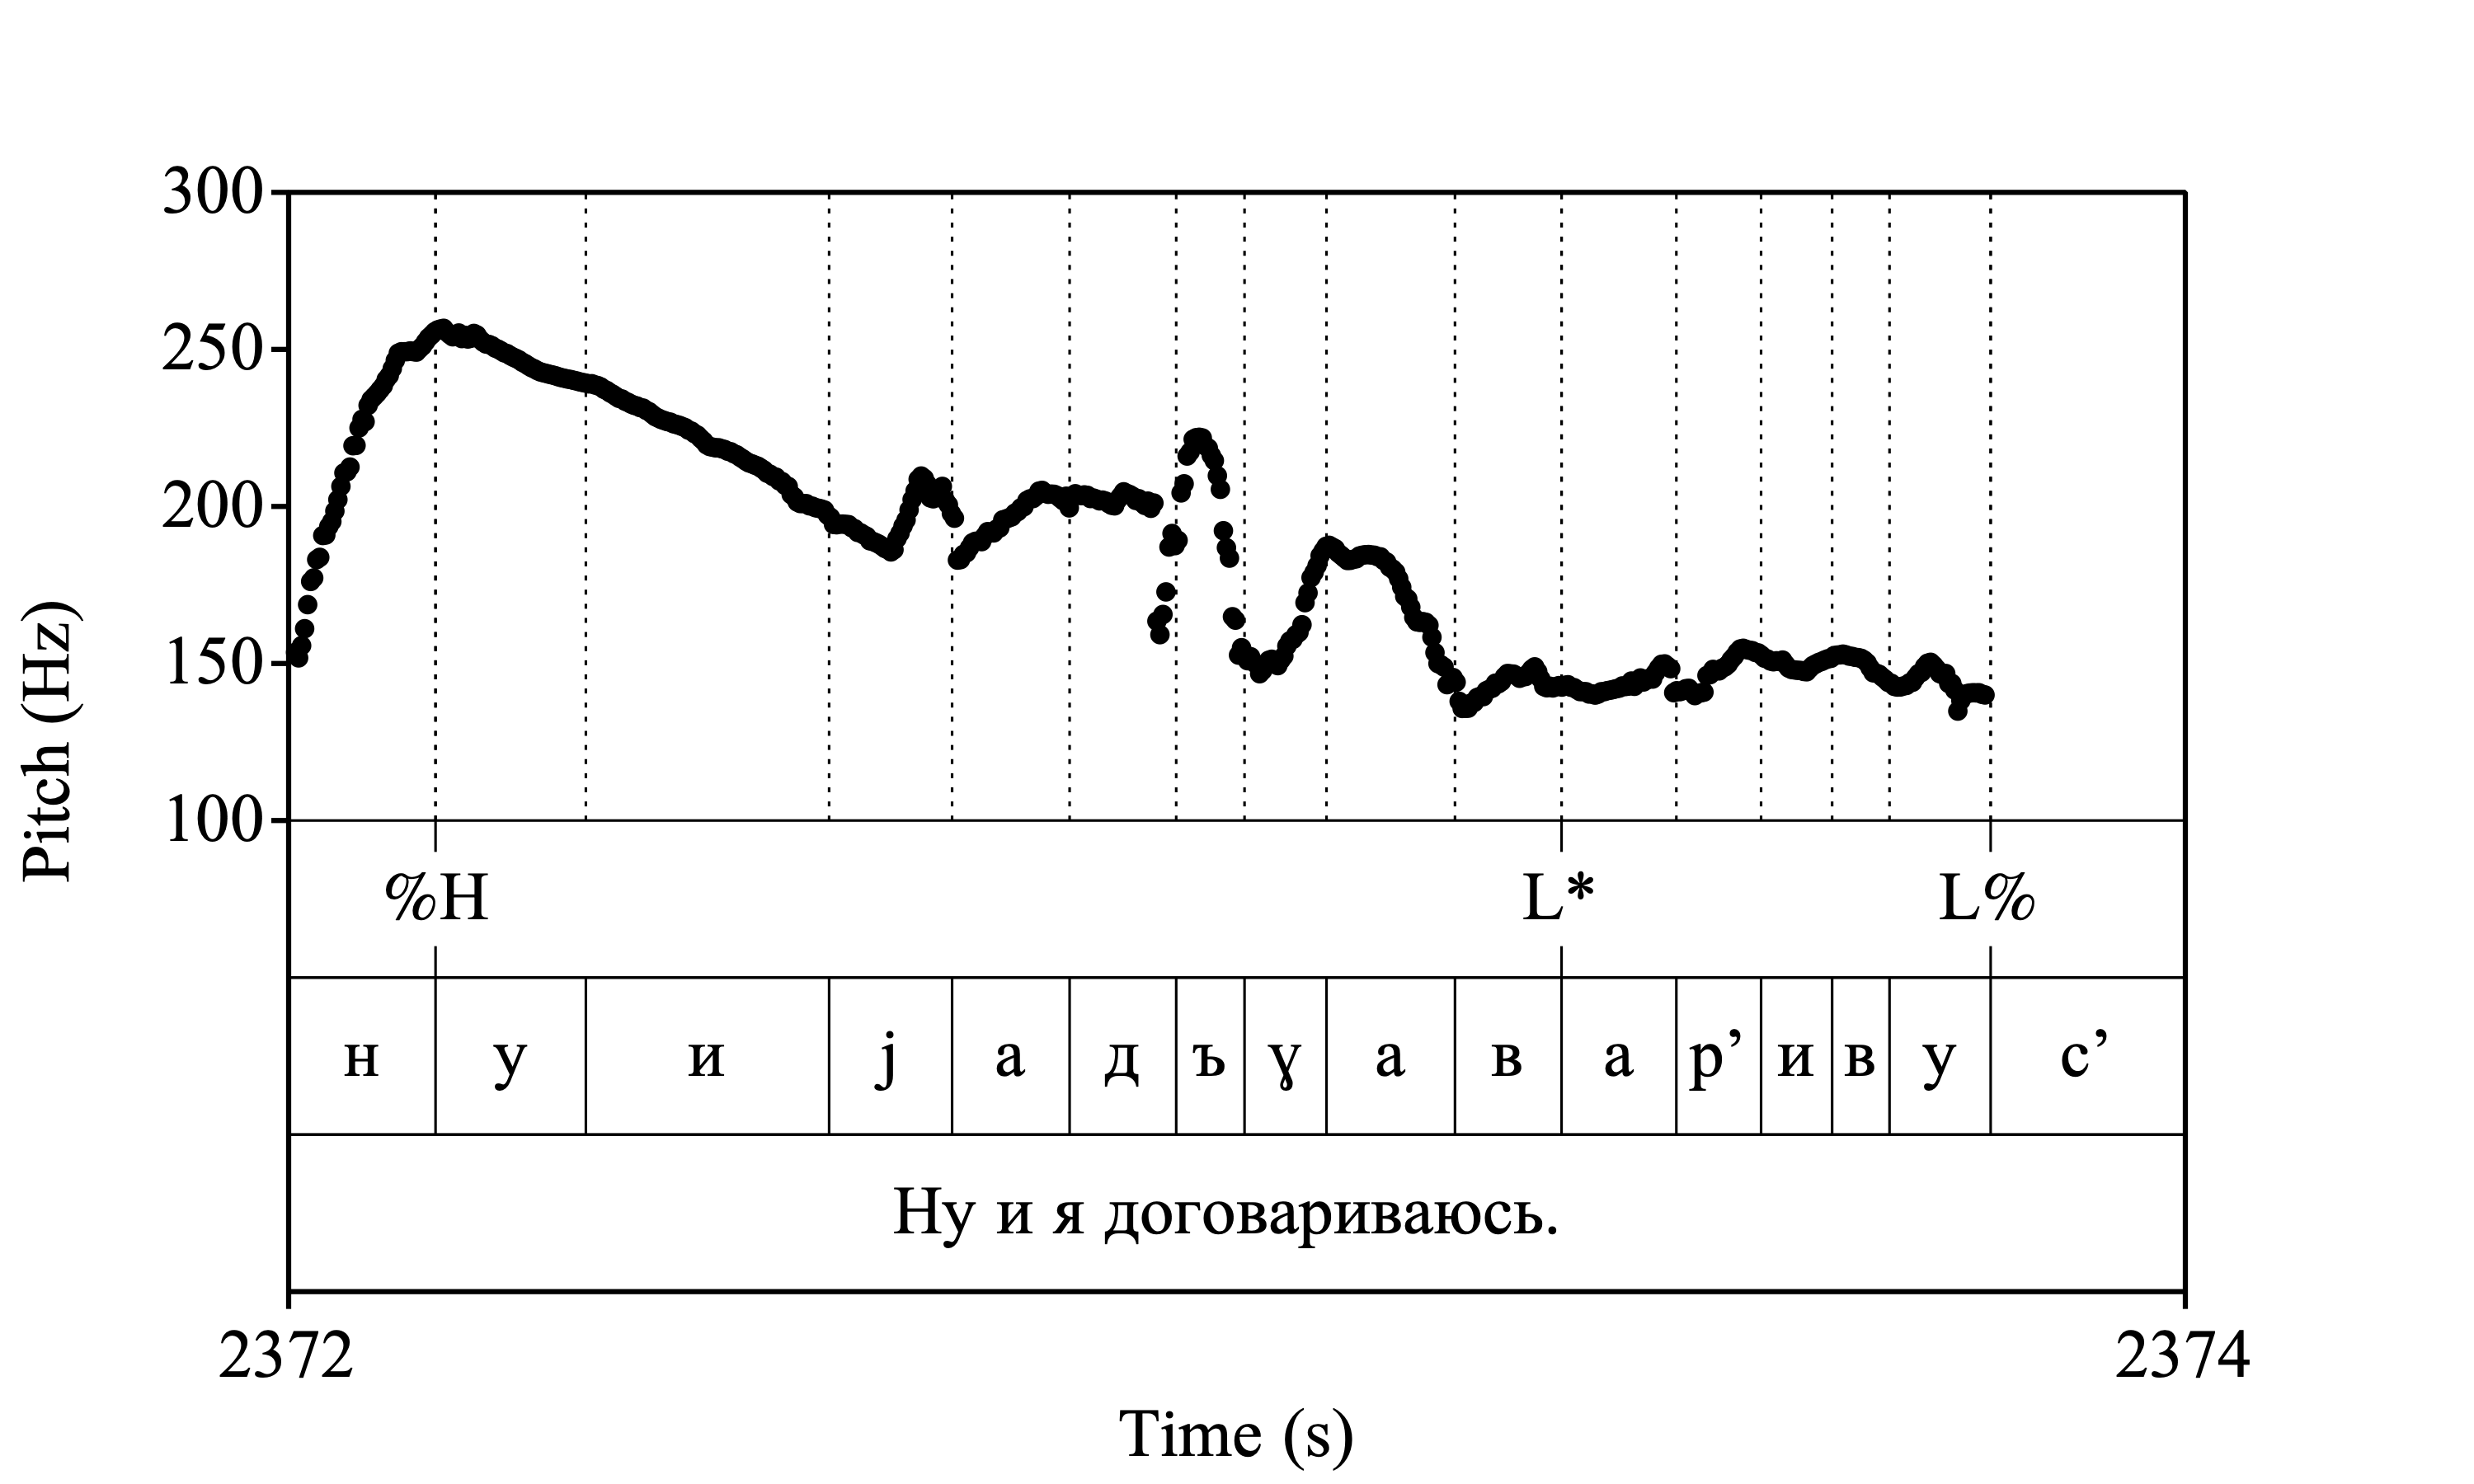 300
250
200
150
100
Pitch (Hz)
%H L* L%
н у и j а д ъ ɣ а в а р’ и в у с’
Ну и я договариваюсь.
2372 2374
Time (s)